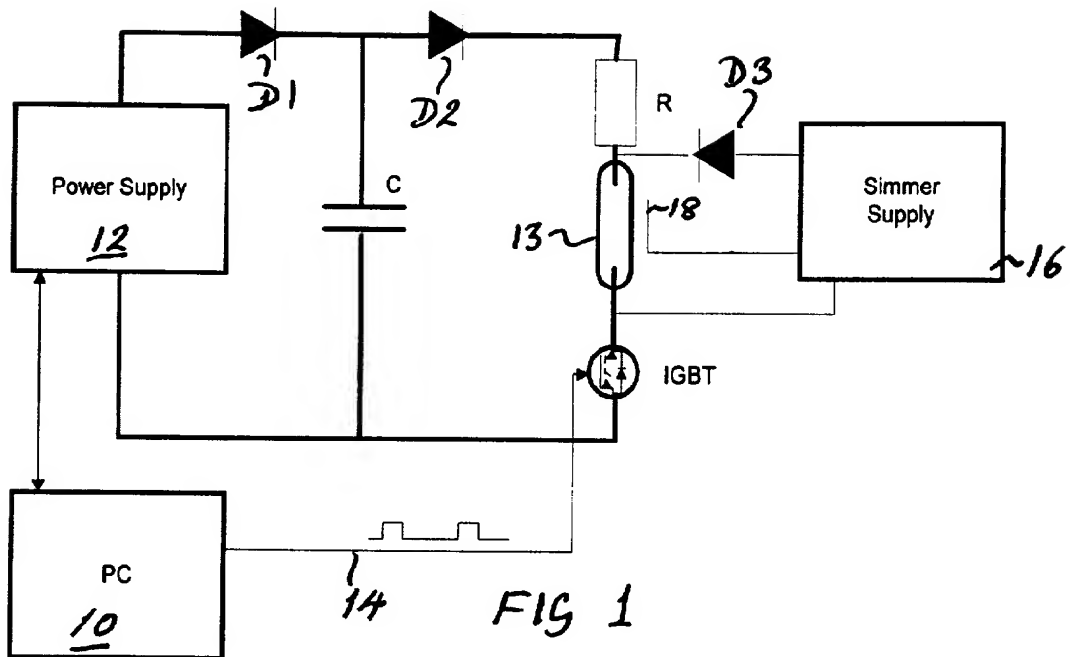 D1
D2
D3
R
C
Power Supply
12
13
18
Simmer
Supply
16
IGBT
PC
10
14
FIG 1